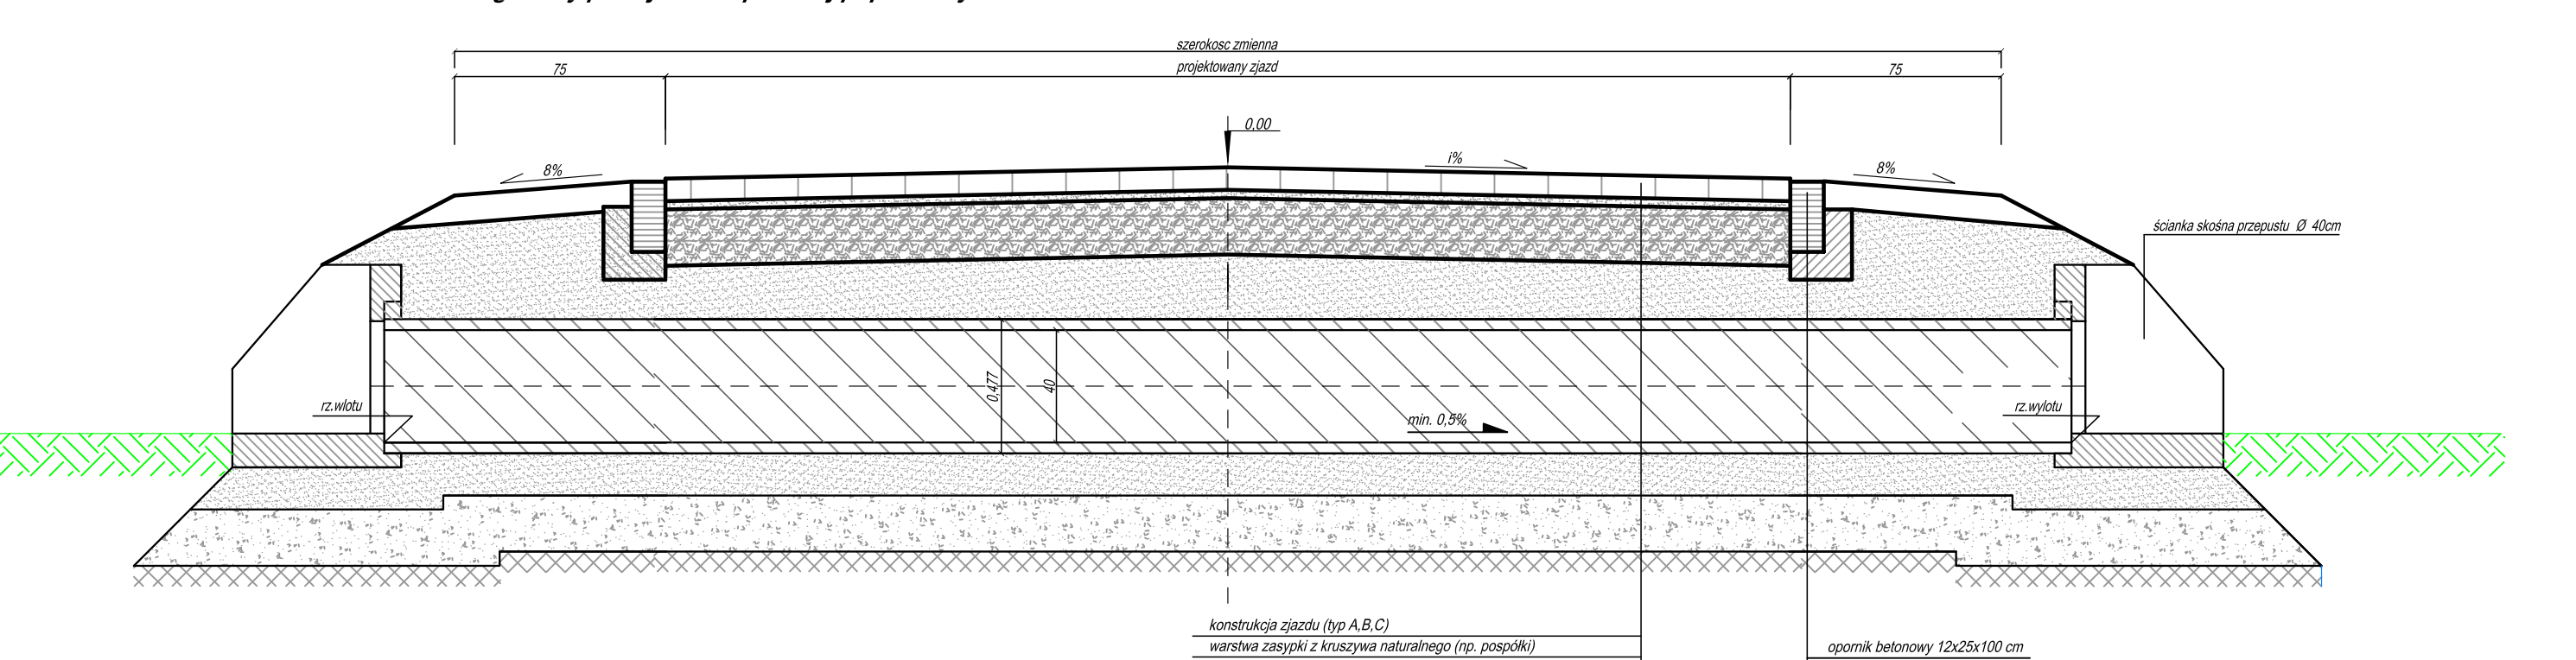 szerokosc zmienna
75
projektowany zjazd
75
0,00
8%
i%
8%
ścianka skośna przepustu Ø 40cm
0,477
40
rz.wlotu
min. 0,5%
rz.wylotu
konstrukcja zjazdu (typ A,B,C)
warstwa zasypki z kruszywa naturalnego (np. pospółki)
opornik betonowy 12x25x100 cm